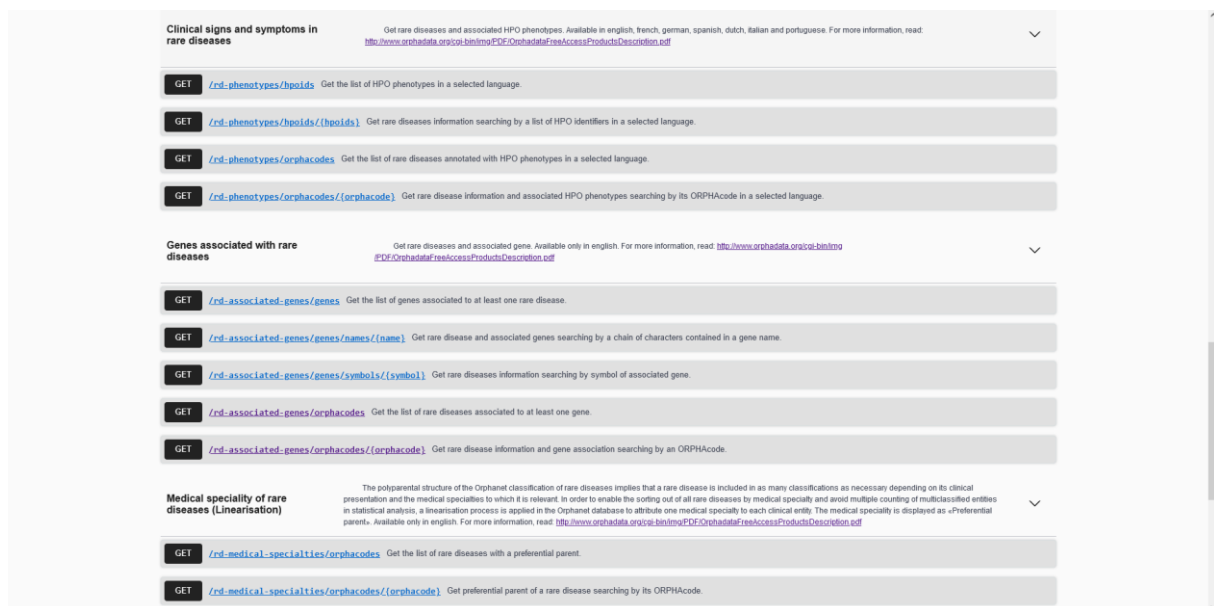 Clinical signs and symptoms in
rare diseases
Get rare diseases and associated HPO phenotypes. Available in english, french, german, spanish, dutch, italian and portuguese. For more information, read:
http://www.orphadata.org/cgi-bin/img/PDF/OrphadataFreeAccessProductsDescription.pdf
GET /rd-phenotypes/hpoids Get the list of HPO phenotypes in a selected language.
GET /rd-phenotypes/hpoids/{hpoids} Get rare diseases information searching by a list of HPO identifiers in a selected language.
GET /rd-phenotypes/orphacodes Get the list of rare diseases annotated with HPO phenotypes in a selected language.
GET /rd-phenotypes/orphacodes/{orphacode} Get rare disease information and associated HPO phenotypes searching by its ORPHAcode in a selected language.
Genes associated with rare
diseases
Get rare diseases and associated gene. Available only in english. For more information, read: http://www.orphadata.org/cgi-bin/img
/PDF/OrphadataFreeAccessProductsDescription.pdf
GET /rd-associated-genes/genes Get the list of genes associated to at least one rare disease.
GET /rd-associated-genes/genes/names/{name} Get rare disease and associated genes searching by a chain of characters contained in a gene name.
GET /rd-associated-genes/genes/symbols/{symbol} Get rare diseases information searching by symbol of associated gene.
GET /rd-associated-genes/orphacodes Get the list of rare diseases associated to at least one gene.
GET /rd-associated-genes/orphacodes/{orphacode} Get rare disease information and gene association searching by an ORPHAcode.
Medical speciality of rare
diseases (Linearisation)
The polyparental structure of the Orphanet classification of rare diseases implies that a rare disease is included in as many classifications as necessary depending on its clinical
presentation and the medical specialties to which it is relevant. In order to enable the sorting out of all rare diseases by medical specialty and avoid multiple counting of multiclassified entities
in statistical analysis, a linearisation process is applied in the Orphanet database to attribute one medical specialty to each clinical entity. The medical speciality is displayed as «Preferential
parent». Available only in english. For more information, read: http://www.orphadata.org/cgi-bin/img/PDF/OrphadataFreeAccessProductsDescription.pdf
GET /rd-medical-specialties/orphacodes Get the list of rare diseases with a preferential parent.
GET /rd-medical-specialties/orphacodes/{orphacode} Get preferential parent of a rare disease searching by its ORPHAcode.